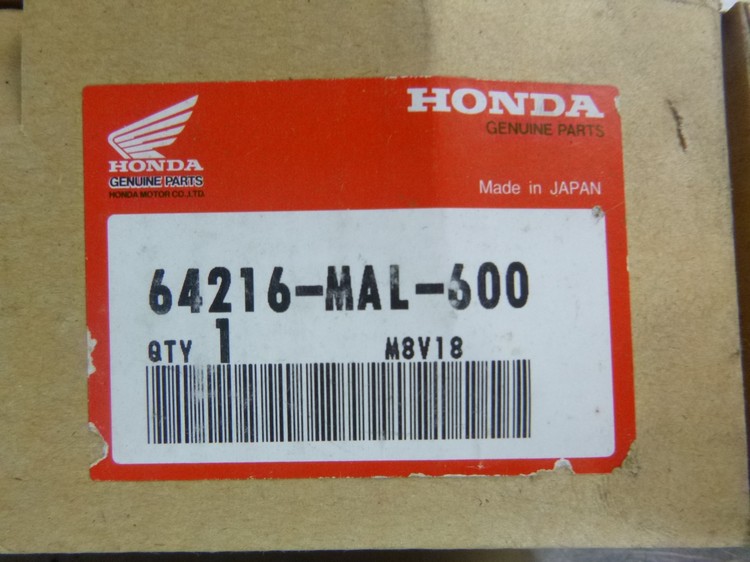 HONDA
GENUINE PARTS
HONDA MOTOR CO.,LTD.
HONDA
GENUINE PARTS
Made in JAPAN
64216-MAL-600
QTY 1 M8V18